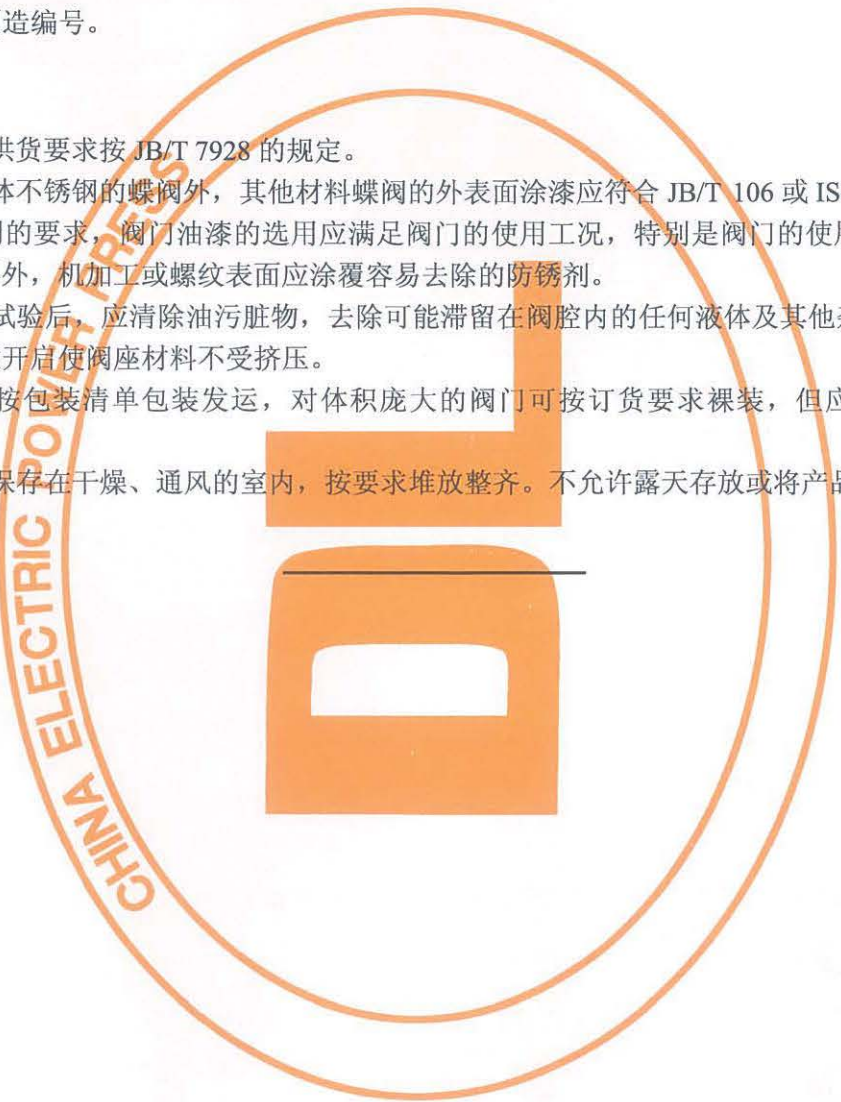 造编号。
供货要求按 JB/T 7928 的规定。
体不锈钢的蝶阀外，其他材料蝶阀的外表面涂漆应符合 JB/T 106 或 IS
的要求，阀门油漆的选用应满足阀门的使用工况，特别是阀门的使
外，机加工或螺纹表面应涂覆容易去除的防锈剂。
试验后，应清除油污脏物，去除可能滞留在阀腔内的任何液体及其他
开启使阀座材料不受挤压。
按包装清单包装发运，对体积庞大的阀门可按订货要求裸装，但应
保存在干燥、通风的室内，按要求堆放整齐。不允许露天存放或将产品
CHINA ELECTRIC POWER PRESS
DL